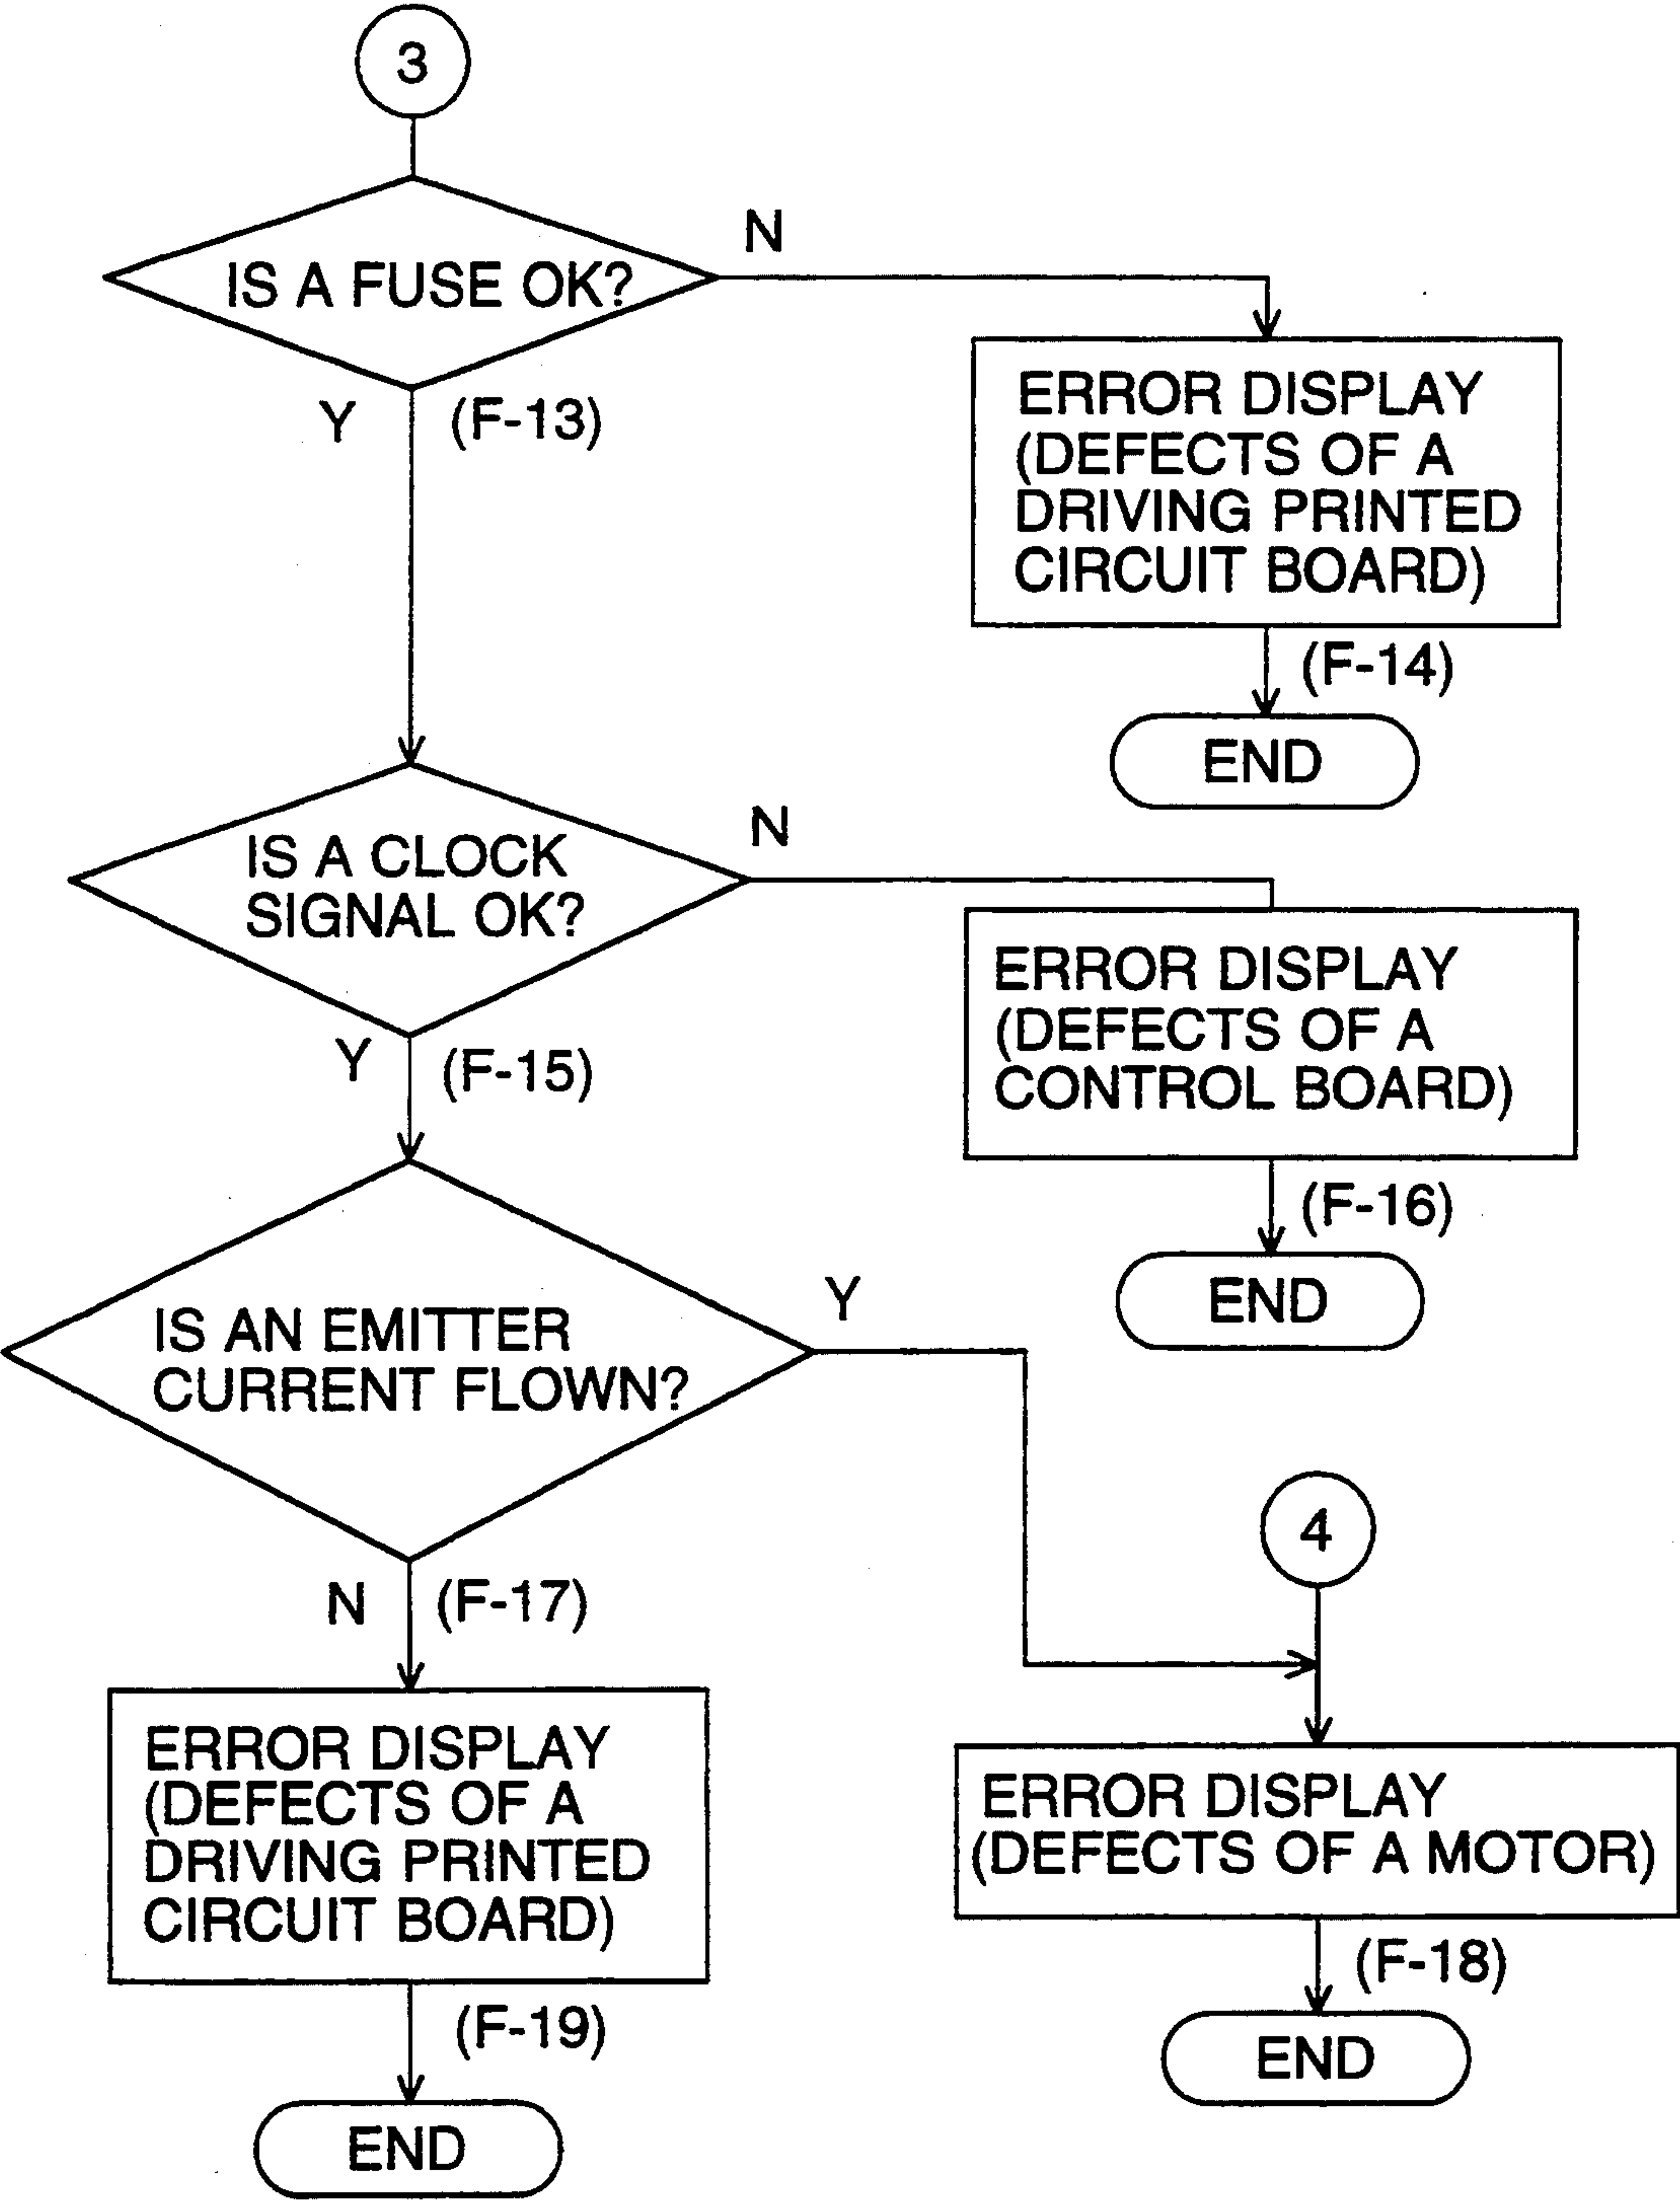 3
IS A FUSE OK?
N
Y
(F-13)
ERROR DISPLAY
(DEFECTS OF A
DRIVING PRINTED
CIRCUIT BOARD)
(F-14)
END
IS A CLOCK
SIGNAL OK?
N
Y
(F-15)
ERROR DISPLAY
(DEFECTS OF A
CONTROL BOARD)
(F-16)
END
IS AN EMITTER
CURRENT FLOWN?
Y
N
(F-17)
4
ERROR DISPLAY
(DEFECTS OF A
DRIVING PRINTED
CIRCUIT BOARD)
(F-19)
END
ERROR DISPLAY
(DEFECTS OF A MOTOR)
(F-18)
END